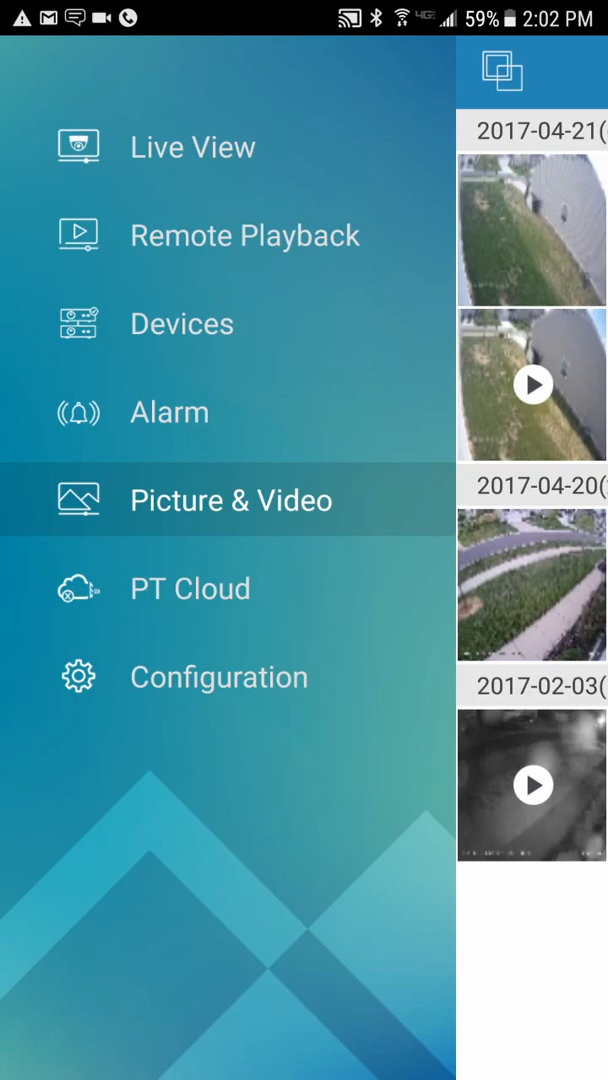 4G 59% 2:02 PM
Live View
2017-04-21(
Remote Playback
Devices
Alarm
2017-04-20(
Picture & Video
PT Cloud
2017-02-03(
Configuration